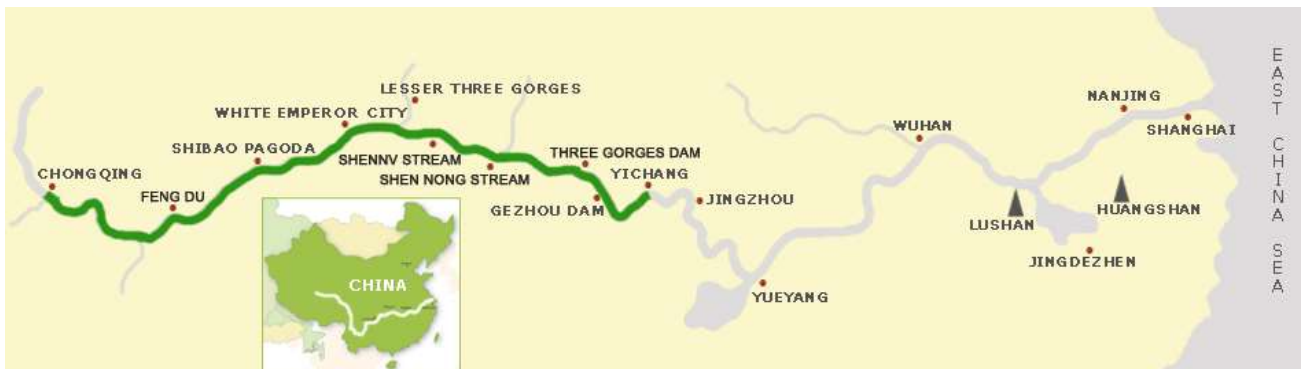 LESSER THREE GORGES
WHITE EMPEROR CITY
SHIBAO PAGODA
SHENNV STREAM
THREE GORGES DAM
CHONGQING
SHEN NONG STREAM
YICHANG
FENG DU
GEZHOU DAM
JINGZHOU
WUHAN
NANJING
SHANGHAI
LUSHAN
HUANGSHAN
JINGDEZHEN
YUEYANG
CHINA
EAST CHINA SEA